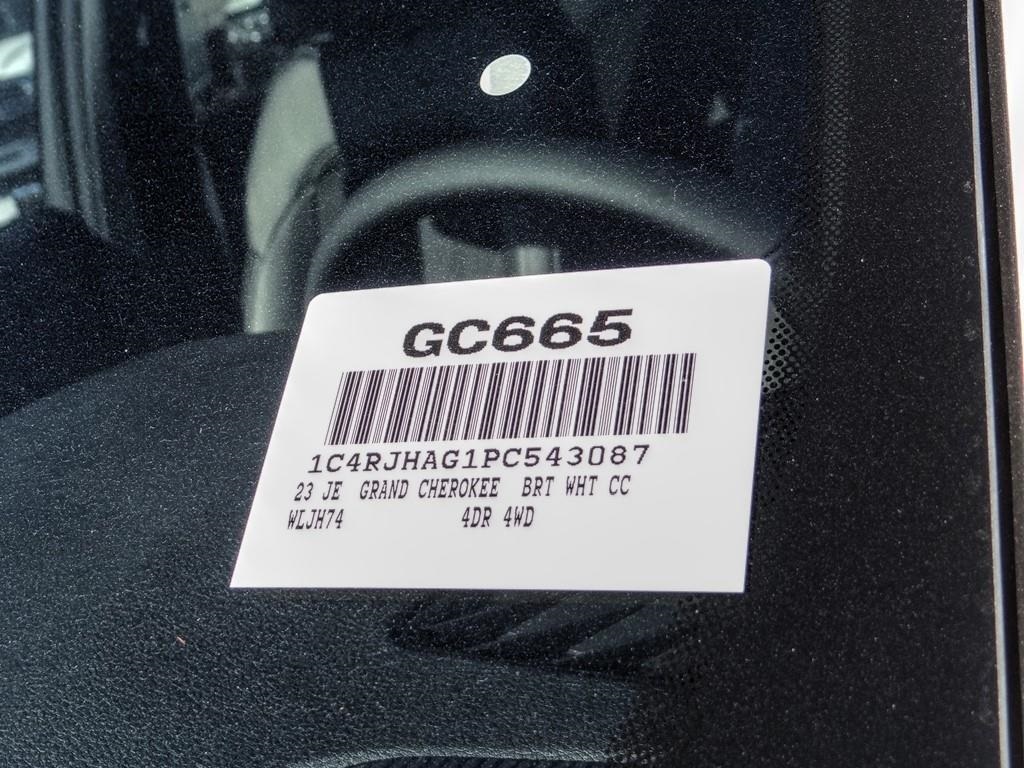 GC665
1C4RJHAG1PC543087
23 JE GRAND CHEROKEE BRT WHT CC
WLJH74 4DR 4WD